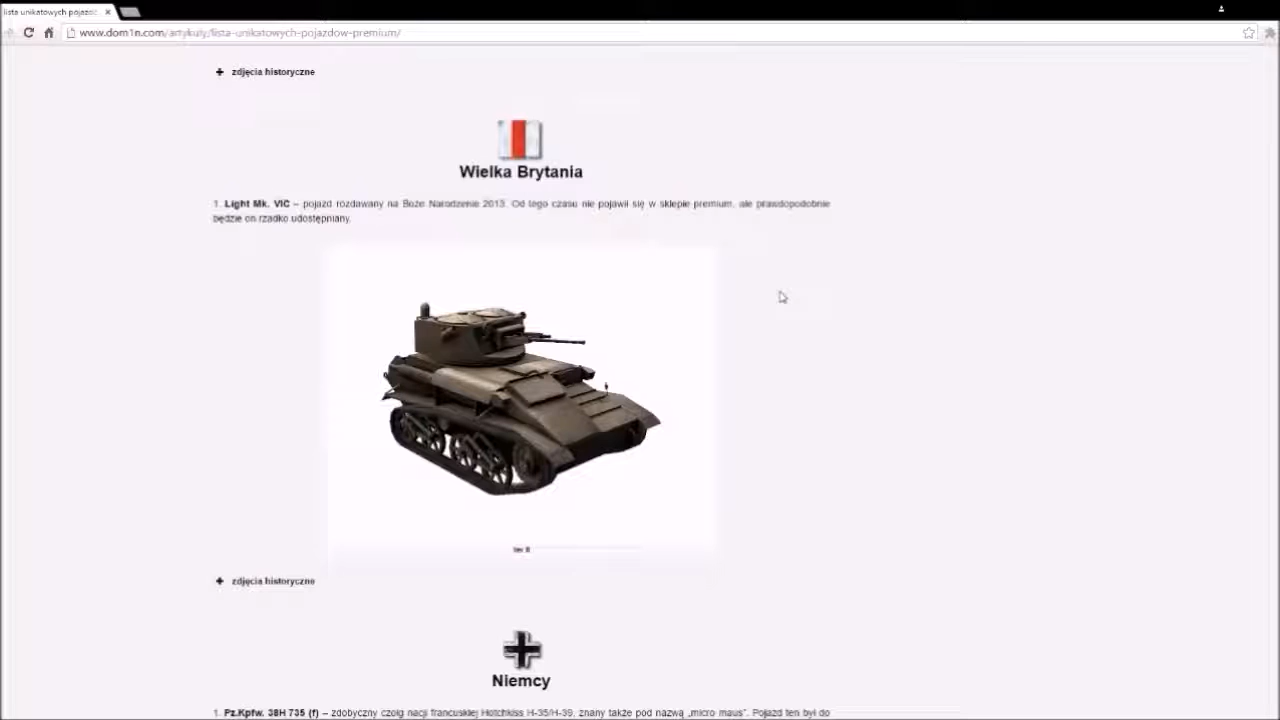 lista unikatowych pojazdó
www.dom1n.com/artykuly/lista-unikatowych-pojazdow-premium/
zdjęcia historyczne
Wielka Brytania
1. Light Mk. VIC – pojazd rozdawany na Boże Narodzenie 2013. Od tego czasu nie pojawił się w sklepie premium, ale prawdopodobnie
będzie on rzadko udostępniany.
tier II
zdjęcia historyczne
Niemcy
1. Pz.Kpfw. 38H 735 (f) – zdobyczny czołg nacji francuskiej Hotchkiss H-35/H-39, znany także pod nazwą „micro maus”. Pojazd ten był do